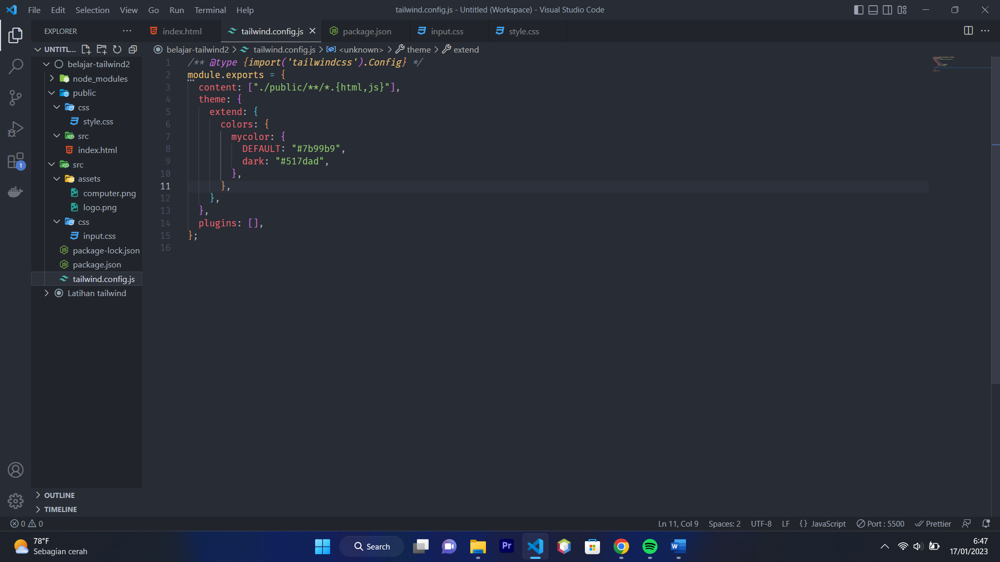 File Edit Selection View Go Run Terminal Help
tailwind.config.js - Untitled (Workspace) - Visual Studio Code
EXPLORER
index.html
tailwind.config.js
package.json
input.css
style.css
UNTITL...
belajar-tailwind2 > tailwind.config.js > <unknown> > theme > extend
belajar-tailwind2
node_modules
public
css
style.css
src
index.html
src
assets
computer.png
logo.png
css
input.css
package-lock.json
package.json
tailwind.config.js
Latihan tailwind
OUTLINE
TIMELINE
1 /** @type {import('tailwindcss').Config} */
2 module.exports = {
3   content: ["./public/**/*.{html,js}"],
4   theme: {
5     extend: {
6       colors: {
7         mycolor: {
8           DEFAULT: "#7b99b9",
9           dark: "#517dad",
10         },
11       },
12     },
13   },
14   plugins: [],
15 };
16
1
0 0
Ln 11, Col 9 Spaces: 2 UTF-8 LF {} JavaScript Port : 5500 Prettier
78°F
Sebagian cerah
Search
Pr
W
6:47
17/01/2023